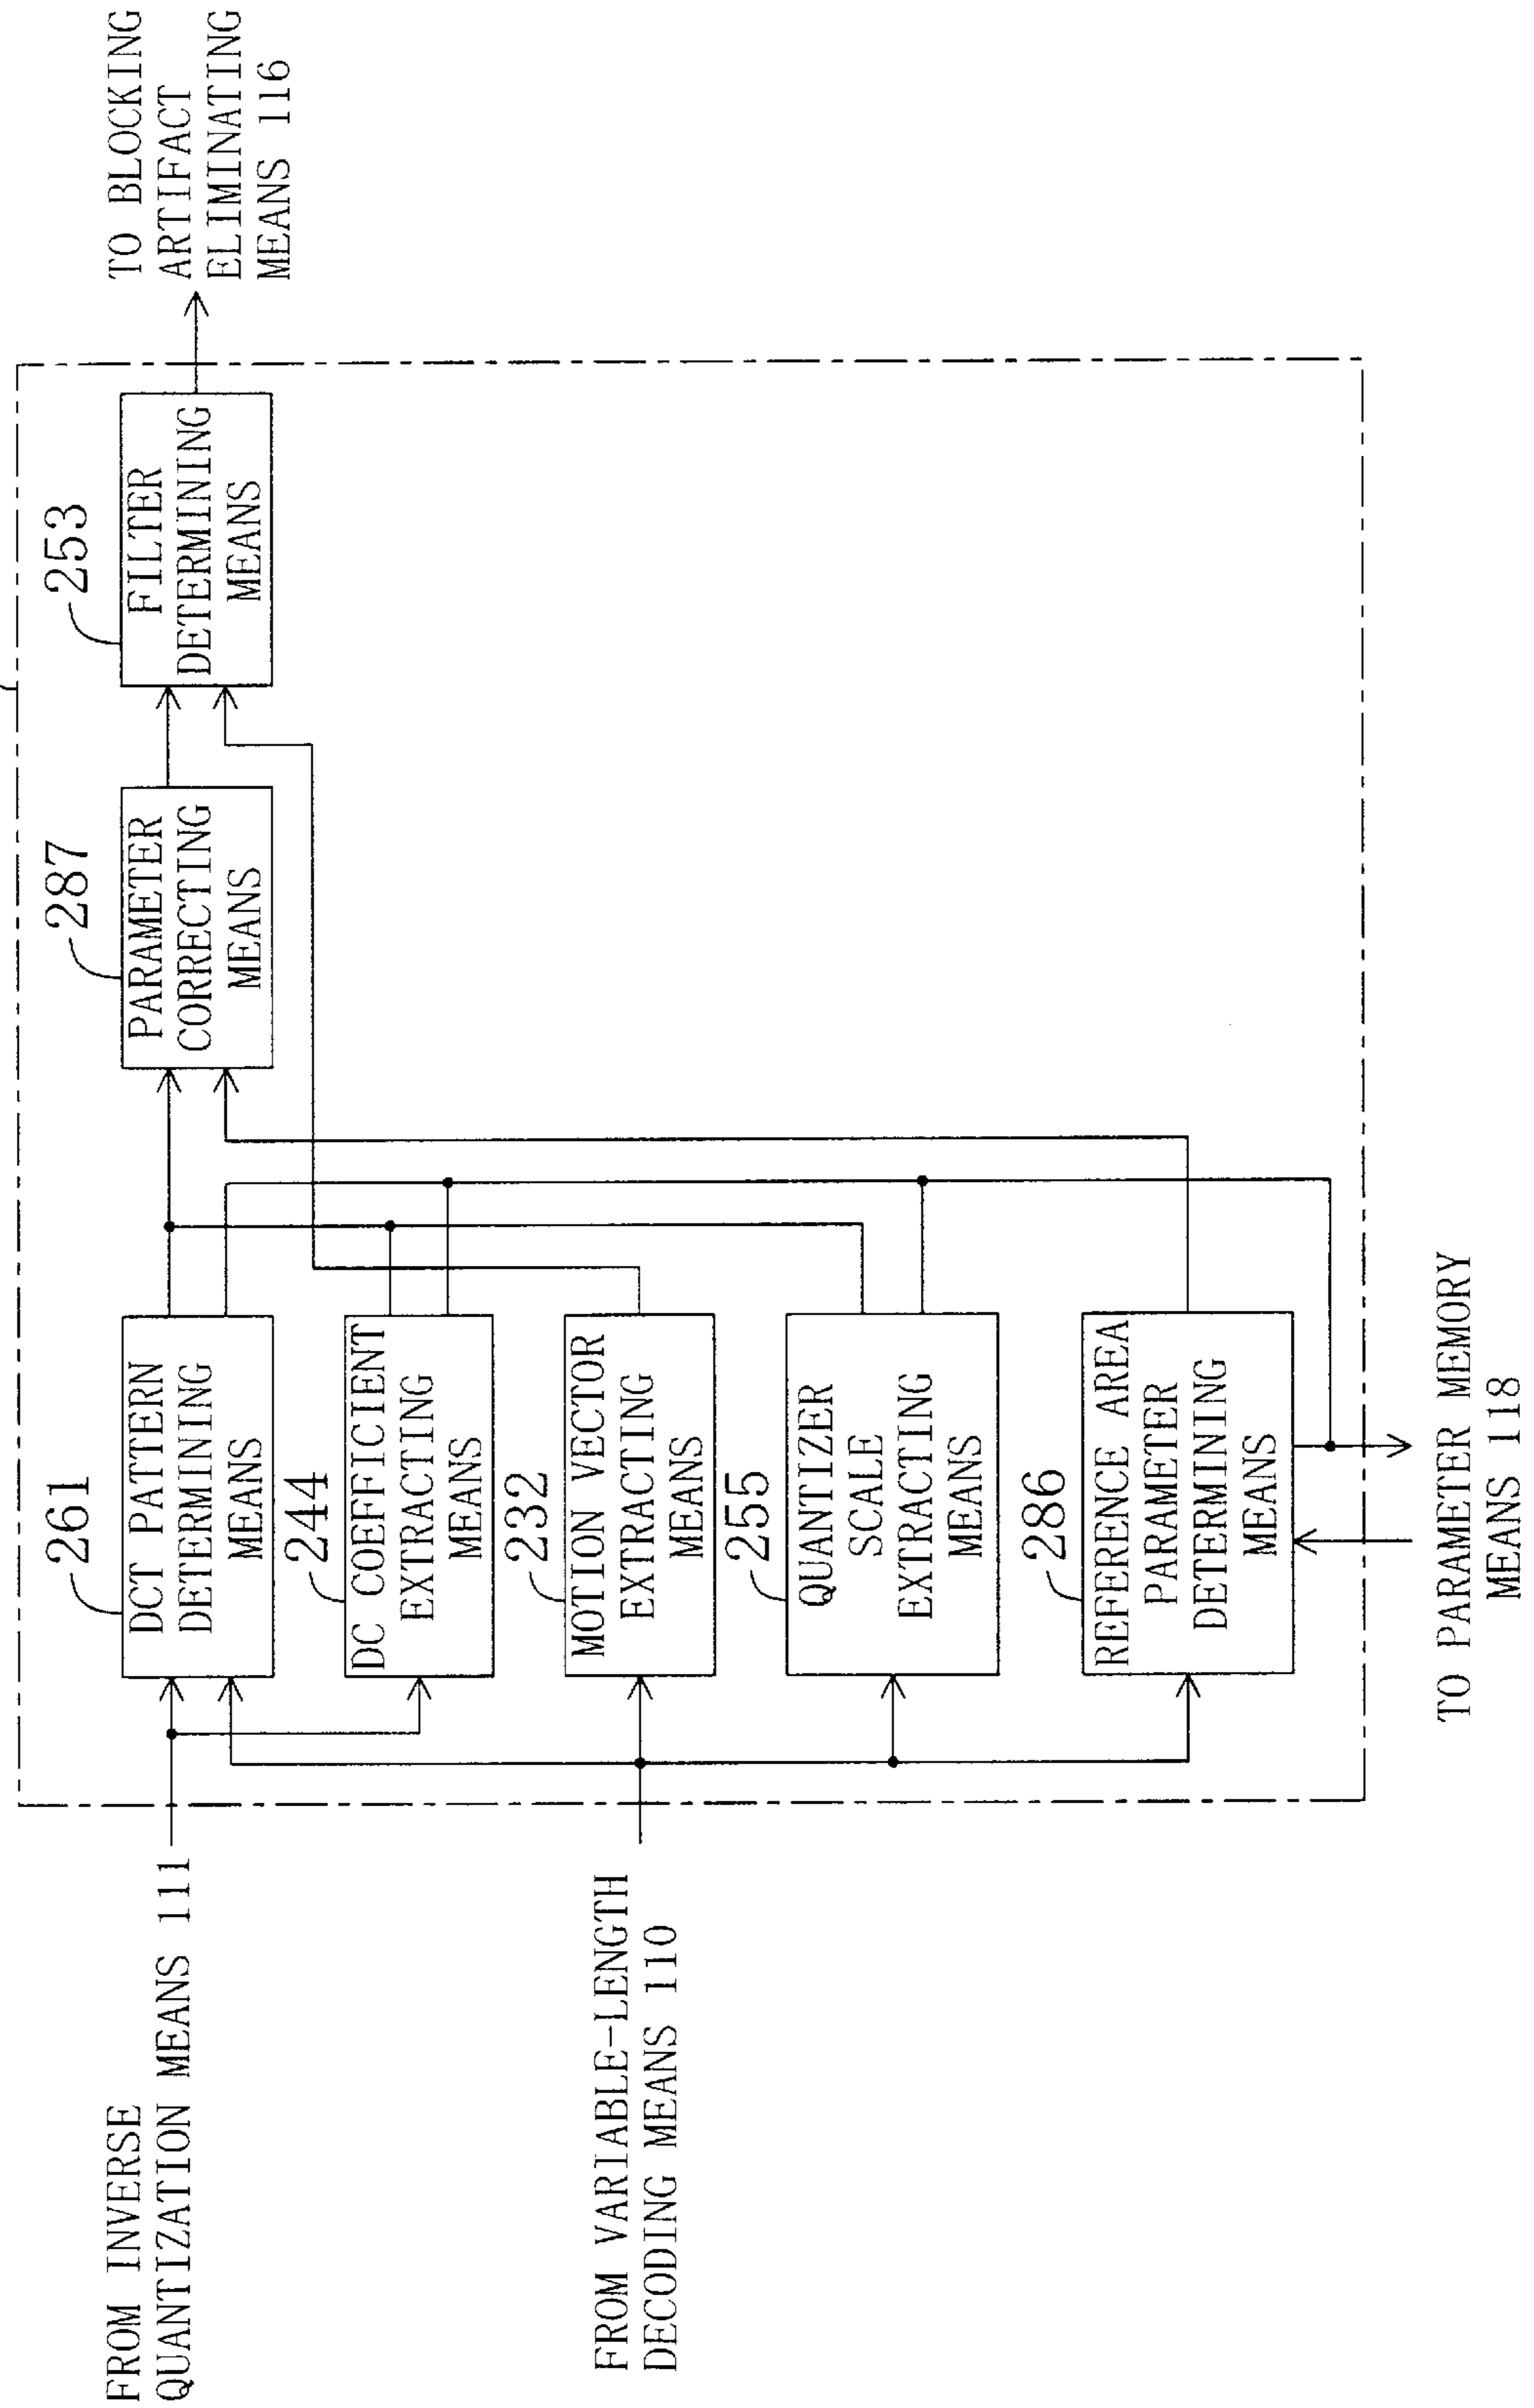 FROM INVERSE
QUANTIZATION MEANS 111
FROM VARIABLE-LENGTH
DECODING MEANS 110
261
DCT PATTERN
DETERMINING
MEANS
244
DC COEFFICIENT
EXTRACTING
MEANS
232
MOTION VECTOR
EXTRACTING
MEANS
255
QUANTIZER
SCALE
EXTRACTING
MEANS
286
REFERENCE AREA
PARAMETER
DETERMINING
MEANS
TO PARAMETER MEMORY
MEANS 118
287
PARAMETER
CORRECTING
MEANS
253
FILTER
DETERMINING
MEANS
TO BLOCKING
ARTIFACT
ELIMINATING
MEANS 116